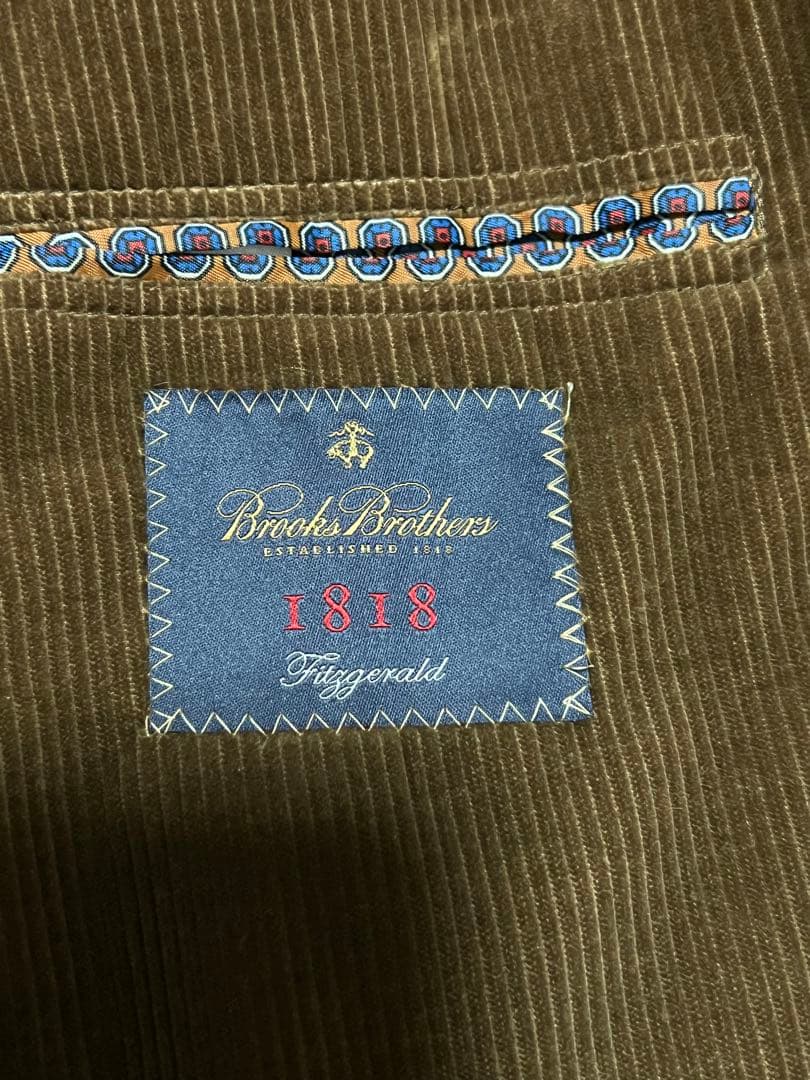 Brooks Brothers
ESTABLISHED 1818
1818
Fitzgerald